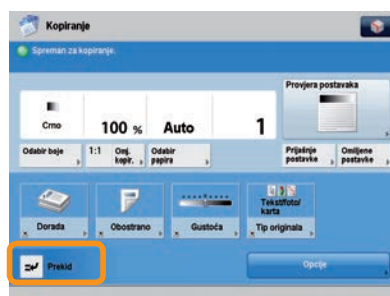 Kopiranje
Spreman za kopiranje.
Provjera postavaka
Crno
100 % Auto 1
Odabir boje
1:1 Omj.
kopir.
Odabir
papira
Prijašnje
postavke
Omiljene
postavke
Dorada
Obostrano
Gustoća
Tekst/foto/
karta
Tip originala
Prekid
Opcije